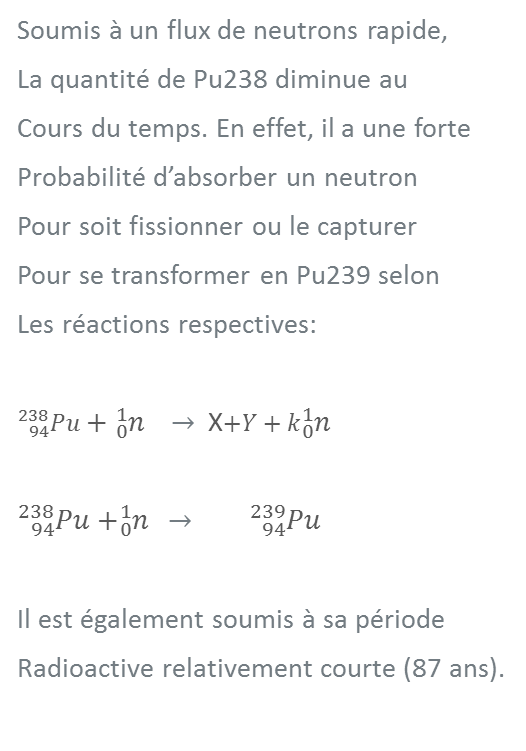 Soumis à un flux de neutrons rapide,
La quantité de Pu238 diminue au
Cours du temps. En effet, il a une forte
Probabilité d’absorber un neutron
Pour soit fissionner ou le capturer
Pour se transformer en Pu239 selon
Les réactions respectives:
²³⁸₉₄Pu + ¹₀n → X+Y + k¹₀n
²³⁸₉₄Pu +¹₀n → ²³⁹₉₄Pu
Il est également soumis à sa période
Radioactive relativement courte (87 ans).